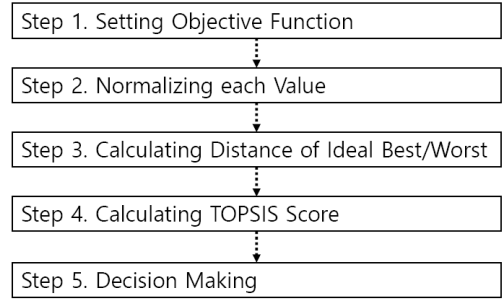 Step 1. Setting Objective Function
Step 2. Normalizing each Value
Step 3. Calculating Distance of Ideal Best/Worst
Step 4. Calculating TOPSIS Score
Step 5. Decision Making